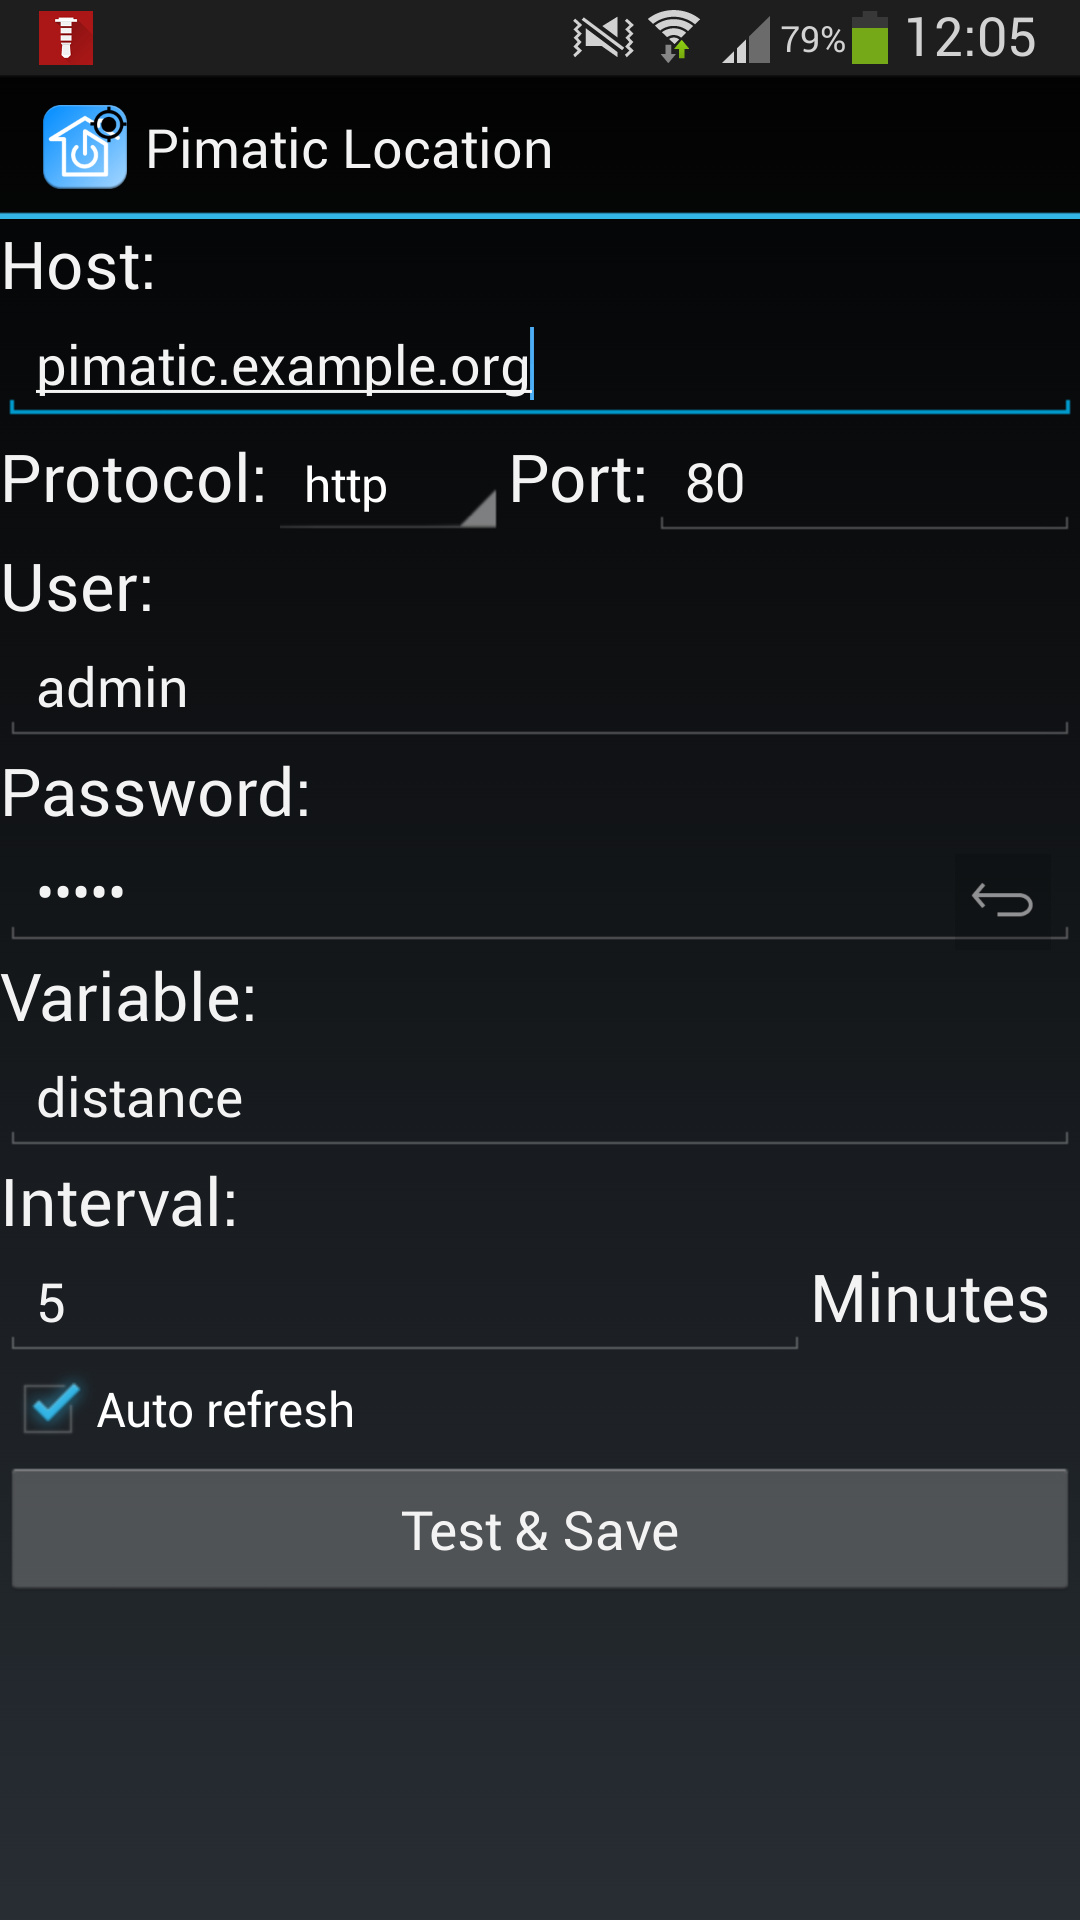 79% 12:05
Pimatic Location
Host:
pimatic.example.org
Protocol: http Port: 80
User:
admin
Password:
•••••
Variable:
distance
Interval:
5 Minutes
Auto refresh
Test & Save